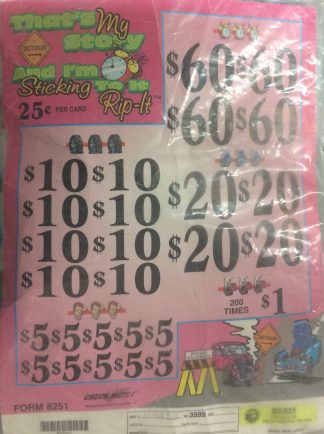 That's My
Story
And I'm
Sticking To It
Rip-It™
DETOUR
25¢ PER CARD
$60 $60
$60 $60
$10 $10
$10 $10
$10 $10
$10 $10
$20 $20
$20 $20
200
TIMES $1
$5 $5 $5 $5 $5
$5 $5 $5 $5 $5
DETOUR
FORM 8251
3999